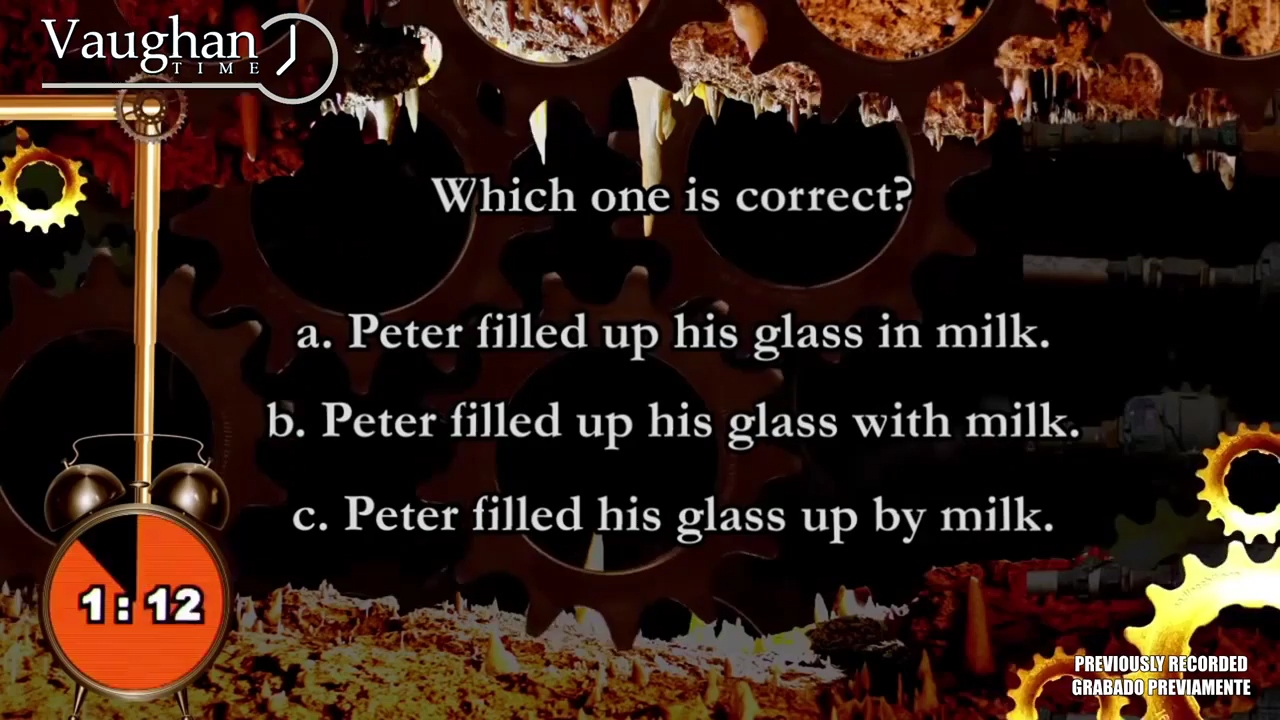 Vaughan
TIME
Which one is correct?
a. Peter filled up his glass in milk.
b. Peter filled up his glass with milk.
c. Peter filled his glass up by milk.
1:12
PREVIOUSLY RECORDED
GRABADO PREVIAMENTE